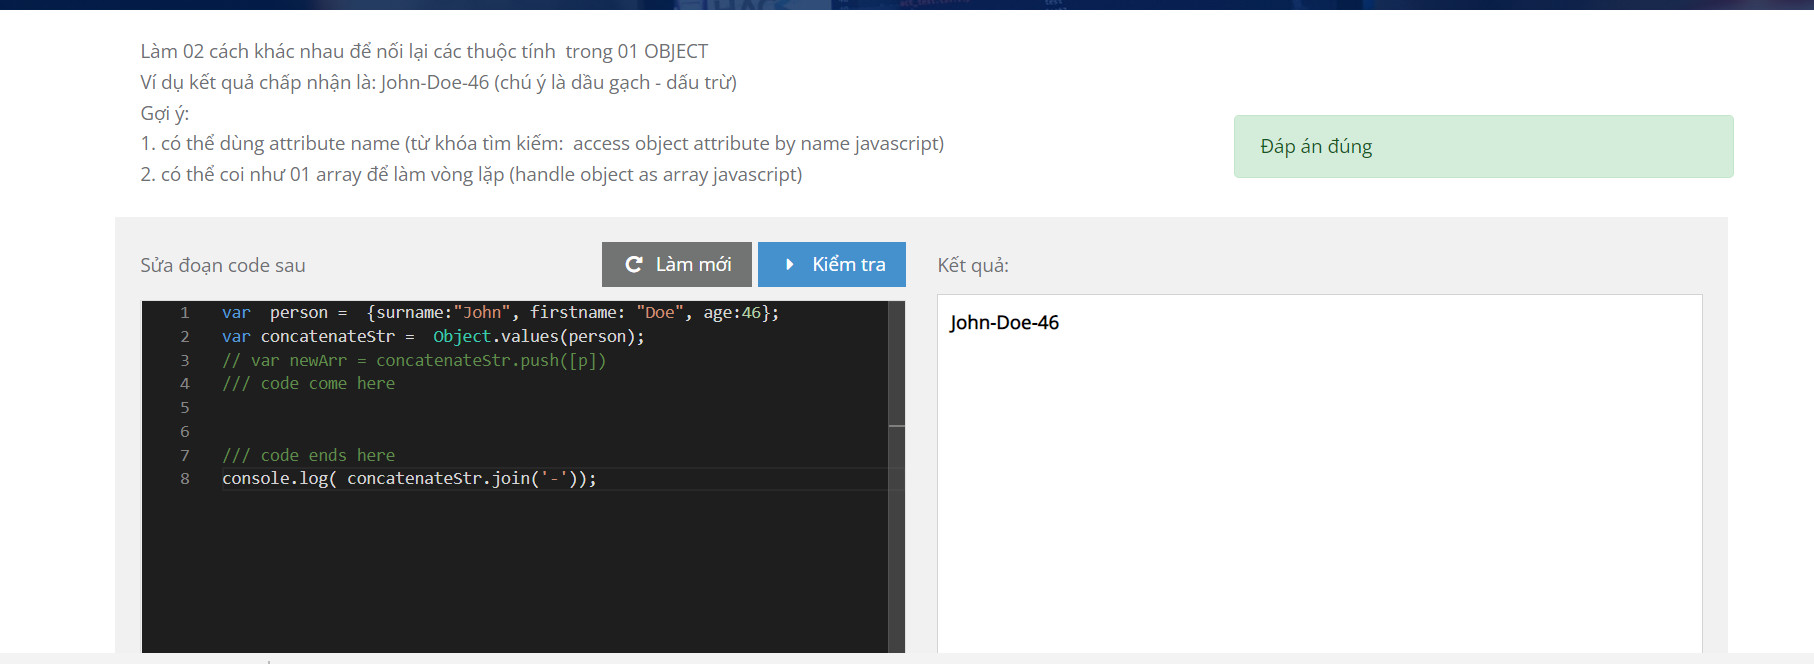 Làm 02 cách khác nhau để nối lại các thuộc tính  trong 01 OBJECT
Ví dụ kết quả chấp nhận là: John-Doe-46 (chú ý là dầu gạch - dấu trừ)
Gợi ý:
1. có thể dùng attribute name (từ khóa tìm kiếm:  access object attribute by name javascript)
2. có thể coi như 01 array để làm vòng lặp (handle object as array javascript)
Đáp án đúng
Sửa đoạn code sau
Làm mới
Kiểm tra
Kết quả:
1 var  person =  {surname:"John", firstname: "Doe", age:46};
2 var concatenateStr =  Object.values(person);
3 // var newArr = concatenateStr.push([p])
4 /// code come here
5
6
7 /// code ends here
8 console.log( concatenateStr.join('-'));
John-Doe-46